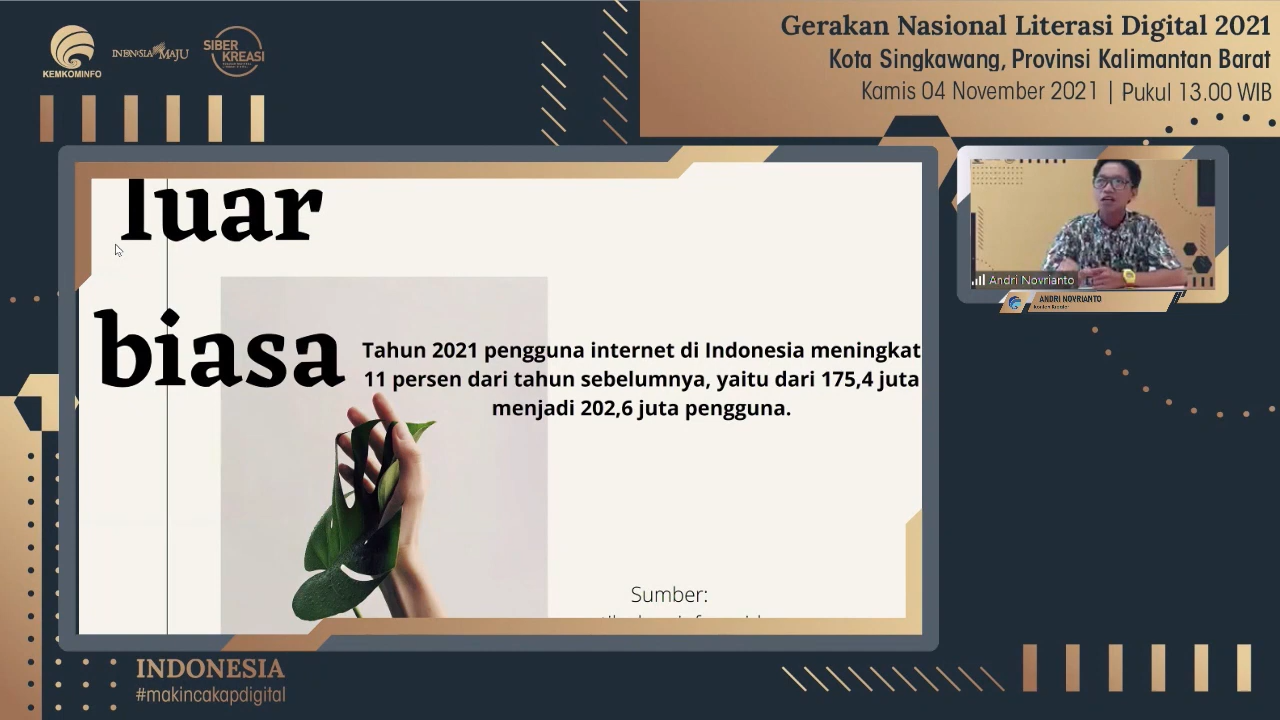 KEMKOMINFO
INDONESIA MAJU
SIBER
KREASI
Gerakan Nasional Literasi Digital 2021
Kota Singkawang, Provinsi Kalimantan Barat
Kamis 04 November 2021 | Pukul 13.00 WIB
luar
biasa
Tahun 2021 pengguna internet di Indonesia meningkat
11 persen dari tahun sebelumnya, yaitu dari 175,4 juta
menjadi 202,6 juta pengguna.
Sumber:
Andri Novrianto
ANDRI NOVRIANTO
INDONESIA
#makincakapdigital